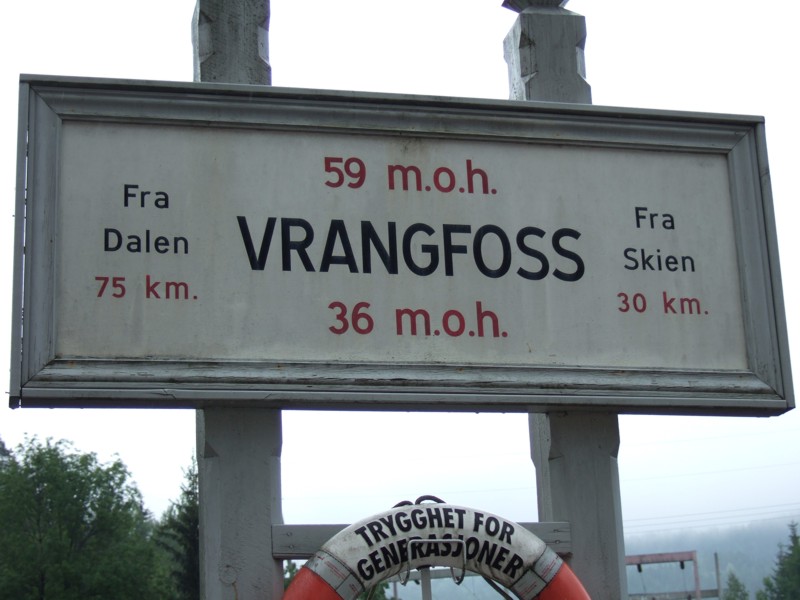 59 m.o.h.
Fra
Dalen
75 km.
VRANGFOSS
Fra
Skien
30 km.
36 m.o.h.
TRYGGHET FOR
GENERASJONER